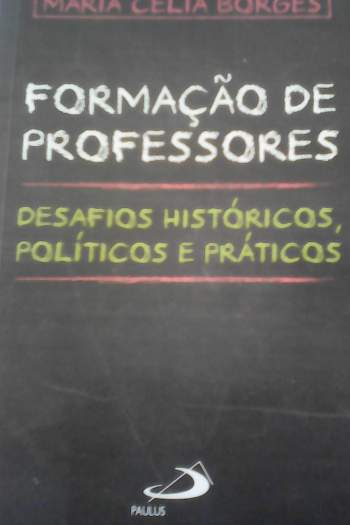 MARIA CÉLIA BORGES
FORMAÇÃO DE
PROFESSORES
DESAFIOS HISTÓRICOS,
POLÍTICOS E PRÁTICOS
PAULUS